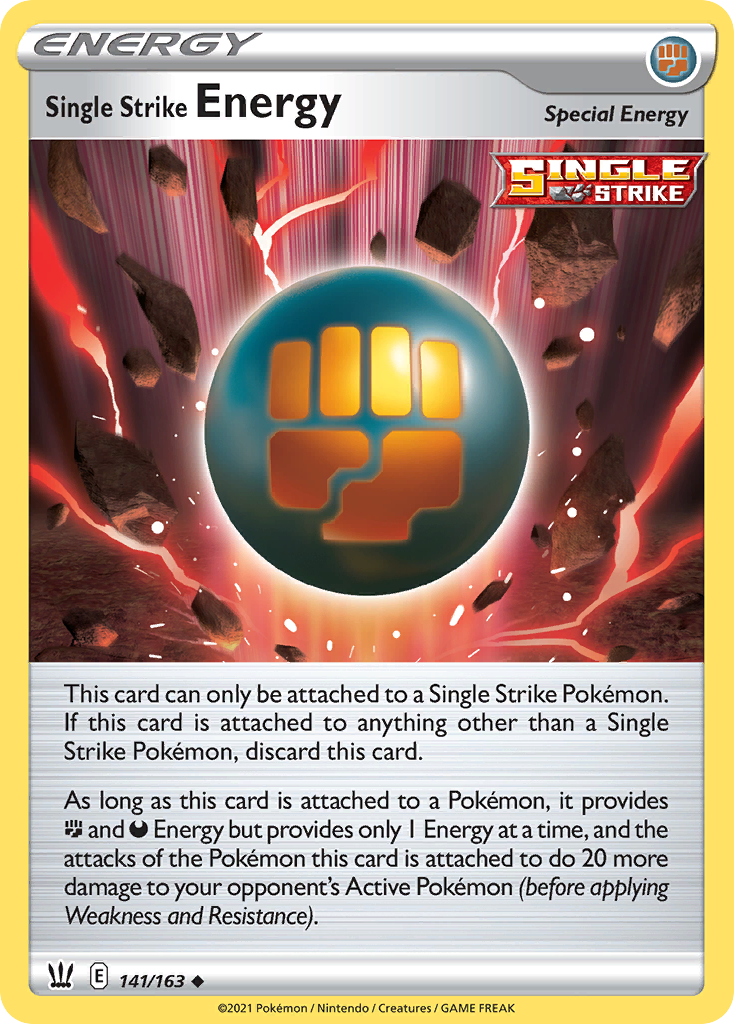 ENERGY
Single Strike Energy
Special Energy
SINGLE
STRIKE
This card can only be attached to a Single Strike Pokémon.
If this card is attached to anything other than a Single
Strike Pokémon, discard this card.
As long as this card is attached to a Pokémon, it provides
and Energy but provides only 1 Energy at a time, and the
attacks of the Pokémon this card is attached to do 20 more
damage to your opponent's Active Pokémon (before applying
Weakness and Resistance).
E 141/163
©2021 Pokémon / Nintendo / Creatures / GAME FREAK